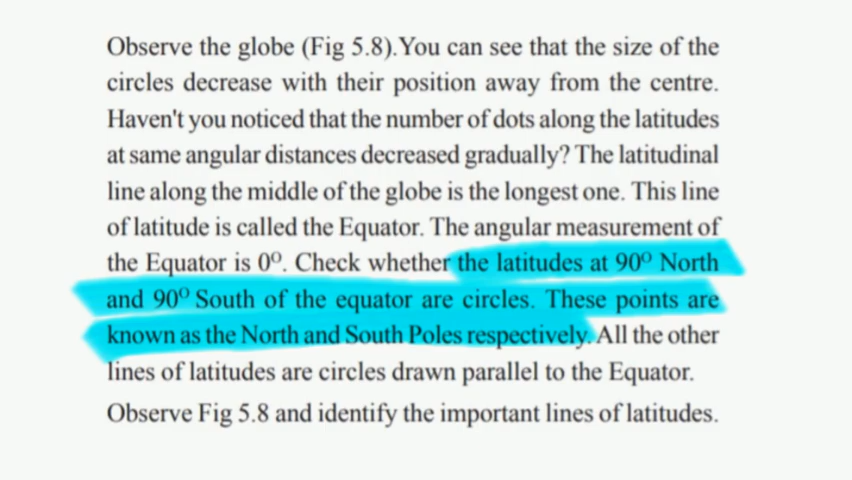 Observe the globe (Fig 5.8).You can see that the size of the
circles decrease with their position away from the centre.
Haven't you noticed that the number of dots along the latitudes
at same angular distances decreased gradually? The latitudinal
line along the middle of the globe is the longest one. This line
of latitude is called the Equator. The angular measurement of
the Equator is 0⁰. Check whether the latitudes at 90⁰ North
and 90⁰ South of the equator are circles. These points are
known as the North and South Poles respectively. All the other
lines of latitudes are circles drawn parallel to the Equator.
Observe Fig 5.8 and identify the important lines of latitudes.